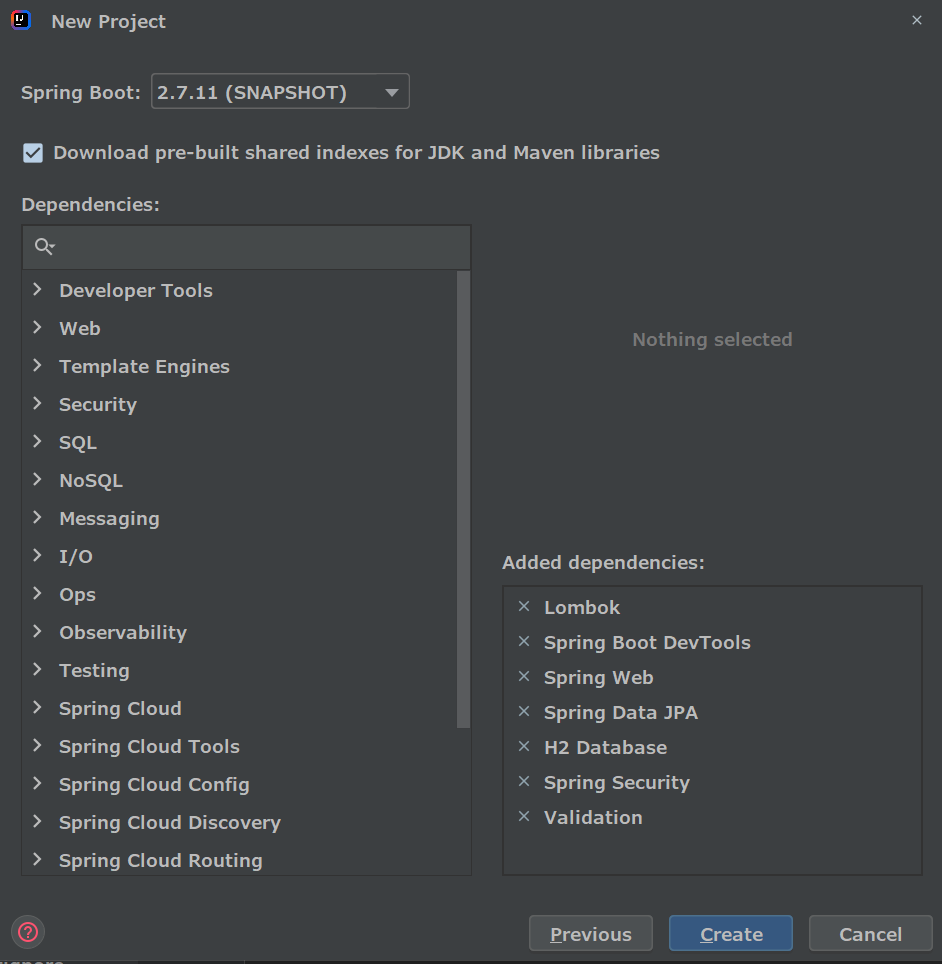 New Project
Spring Boot: 2.7.11 (SNAPSHOT)
Download pre-built shared indexes for JDK and Maven libraries
Dependencies:
Developer Tools
Web
Template Engines
Security
SQL
NoSQL
Messaging
I/O
Ops
Observability
Testing
Spring Cloud
Spring Cloud Tools
Spring Cloud Config
Spring Cloud Discovery
Spring Cloud Routing
Nothing selected
Added dependencies:
Lombok
Spring Boot DevTools
Spring Web
Spring Data JPA
H2 Database
Spring Security
Validation
?
Previous
Create
Cancel